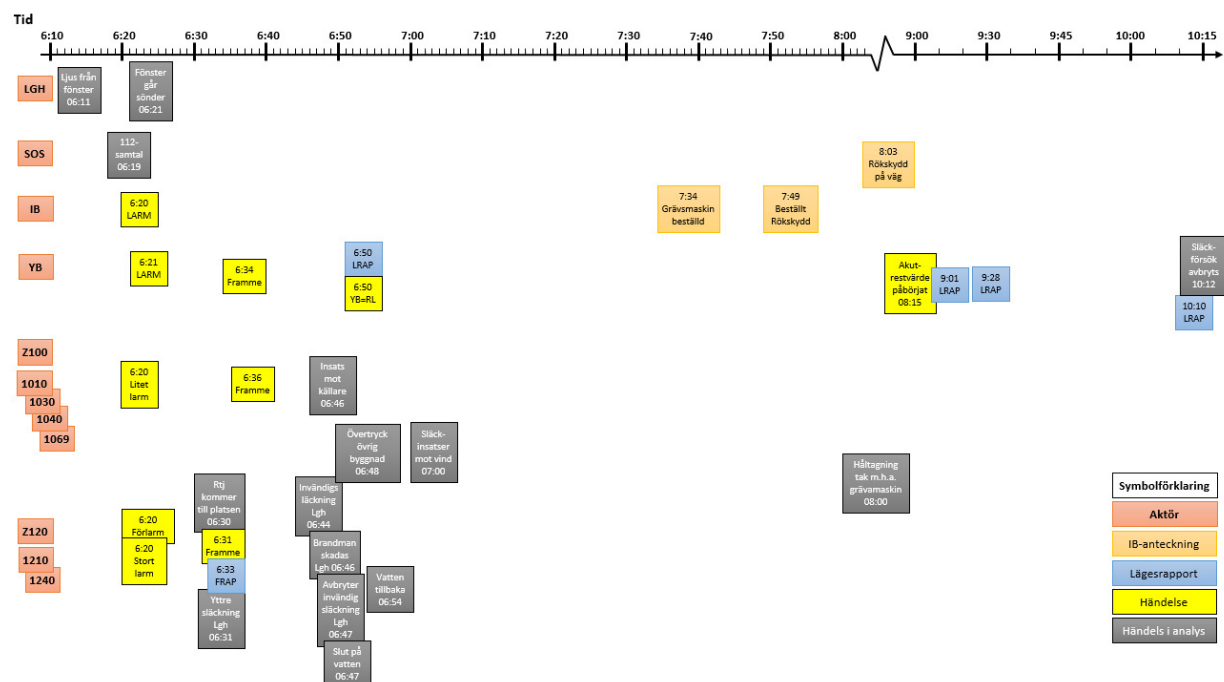 Tid
6:10 6:20 6:30 6:40 6:50 7:00 7:10 7:20 7:30 7:40 7:50 8:00 9:00 9:30 9:45 10:00 10:15
LGH
Ljus från
fönster
06:11
Fönster
går
sönder
06:21
SOS
112-
samtal
06:19
8:03
Rökskydd
på väg
IB
6:20
LARM
7:34
Grävsmaskin
beställd
7:49
Beställt
Rökskydd
YB
6:21
LARM
6:34
Framme
6:50
LRAP
6:50
YB=RL
Akut-
restvärde
påbörjat
08:15
9:01
LRAP
9:28
LRAP
Släck-
försök
avbryts
10:12
10:10
LRAP
Z100
1010
1030
1040
1069
6:20
Litet
larm
6:36
Framme
Insats
mot
källare
06:46
Övertryck
övrig
byggnad
06:48
Släck-
insatser
mot vind
07:00
Håltagning
tak m.h.a.
grävamaskin
08:00
Z120
1210
1240
6:20
Förlarm
6:20
Stort
larm
Rtj
kommer
till platsen
06:30
6:31
Framme
6:33
FRAP
Yttre
släckning
Lgh
06:31
Invändigs
läckning
Lgh
06:44
Brandman
skadas
Lgh 06:46
Avbryter
invändig
släckning
Lgh
06:47
Slut på
vatten
06:47
Vatten
tillbaka
06:54
Symbolförklaring
Aktör
IB-anteckning
Lägesrapport
Händelse
Händels i analys